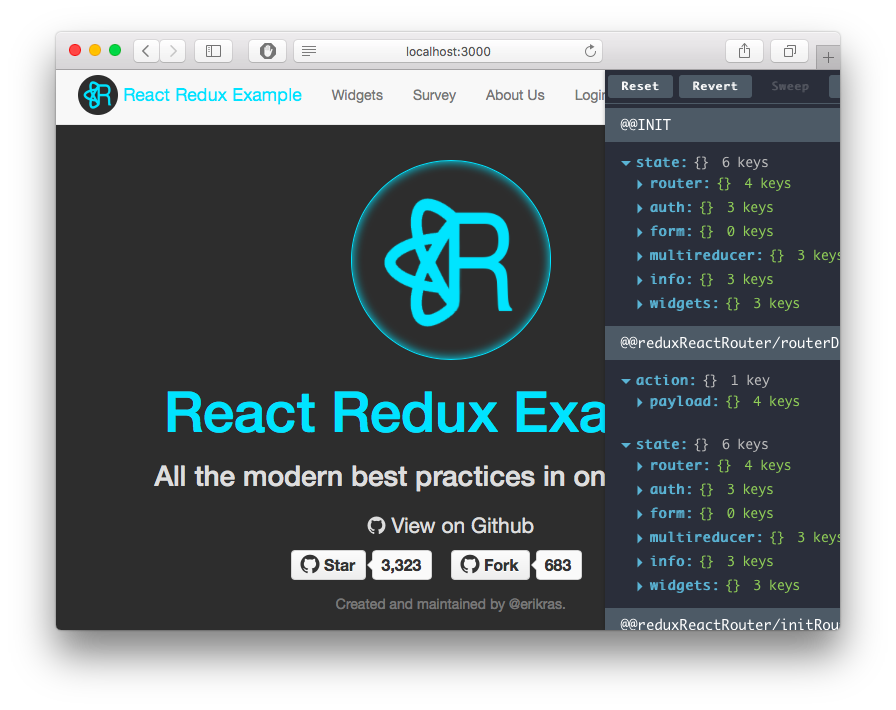 localhost:3000
React Redux Example Widgets Survey About Us Login
React Redux Exa
All the modern best practices in on
View on Github
Star 3,323 Fork 683
Created and maintained by @erikras.
Reset Revert Sweep
@@INIT
state: {} 6 keys
router: {} 4 keys
auth: {} 3 keys
form: {} 0 keys
multireducer: {} 3 keys
info: {} 3 keys
widgets: {} 3 keys
@@reduxReactRouter/routerD
action: {} 1 key
payload: {} 4 keys
state: {} 6 keys
router: {} 4 keys
auth: {} 3 keys
form: {} 0 keys
multireducer: {} 3 keys
info: {} 3 keys
widgets: {} 3 keys
@@reduxReactRouter/initRou